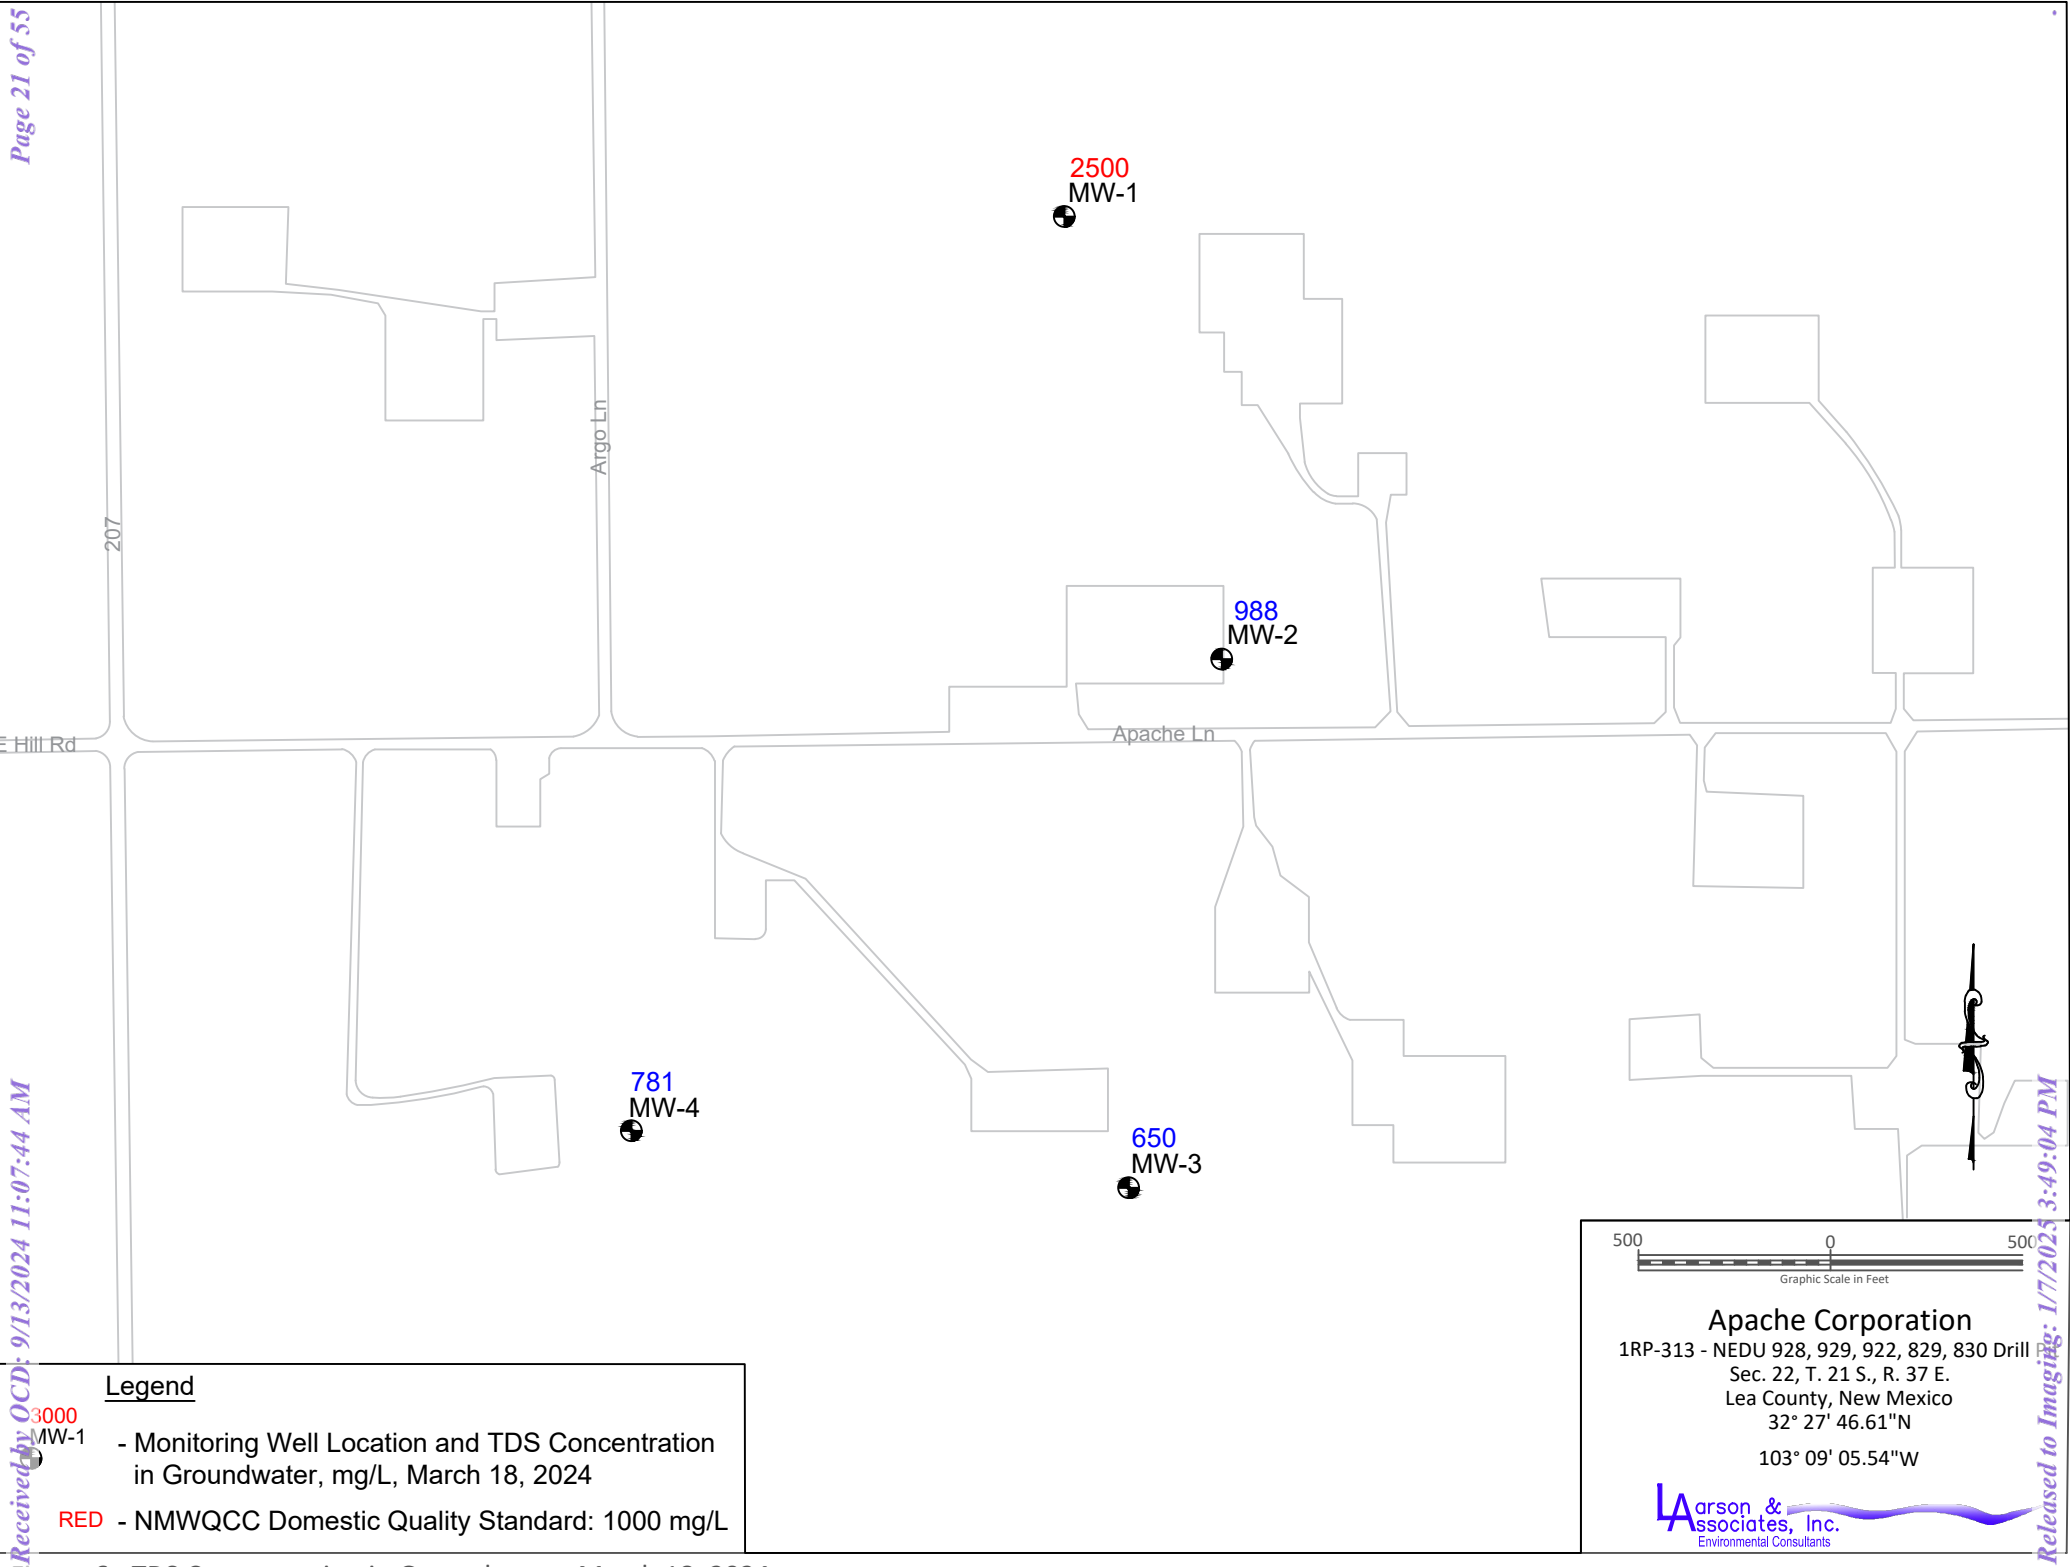 Page 21 of 55
2500
MW-1
Argo Ln
207
988
MW-2
E Hill Rd
Apache Ln
781
MW-4
650
MW-3
Received by OCD: 9/13/2024 11:07:44 AM
Released to Imaging: 1/7/2025 3:49:04 PM
500 0 500
Graphic Scale in Feet
Apache Corporation
1RP-313 - NEDU 928, 929, 922, 829, 830 Drill
Sec. 22, T. 21 S., R. 37 E.
Lea County, New Mexico
32° 27' 46.61"N
103° 09' 05.54"W
Larson &
Associates, Inc.
Environmental Consultants
Legend
3000
MW-1
- Monitoring Well Location and TDS Concentration
in Groundwater, mg/L, March 18, 2024
RED - NMWQCC Domestic Quality Standard: 1000 mg/L